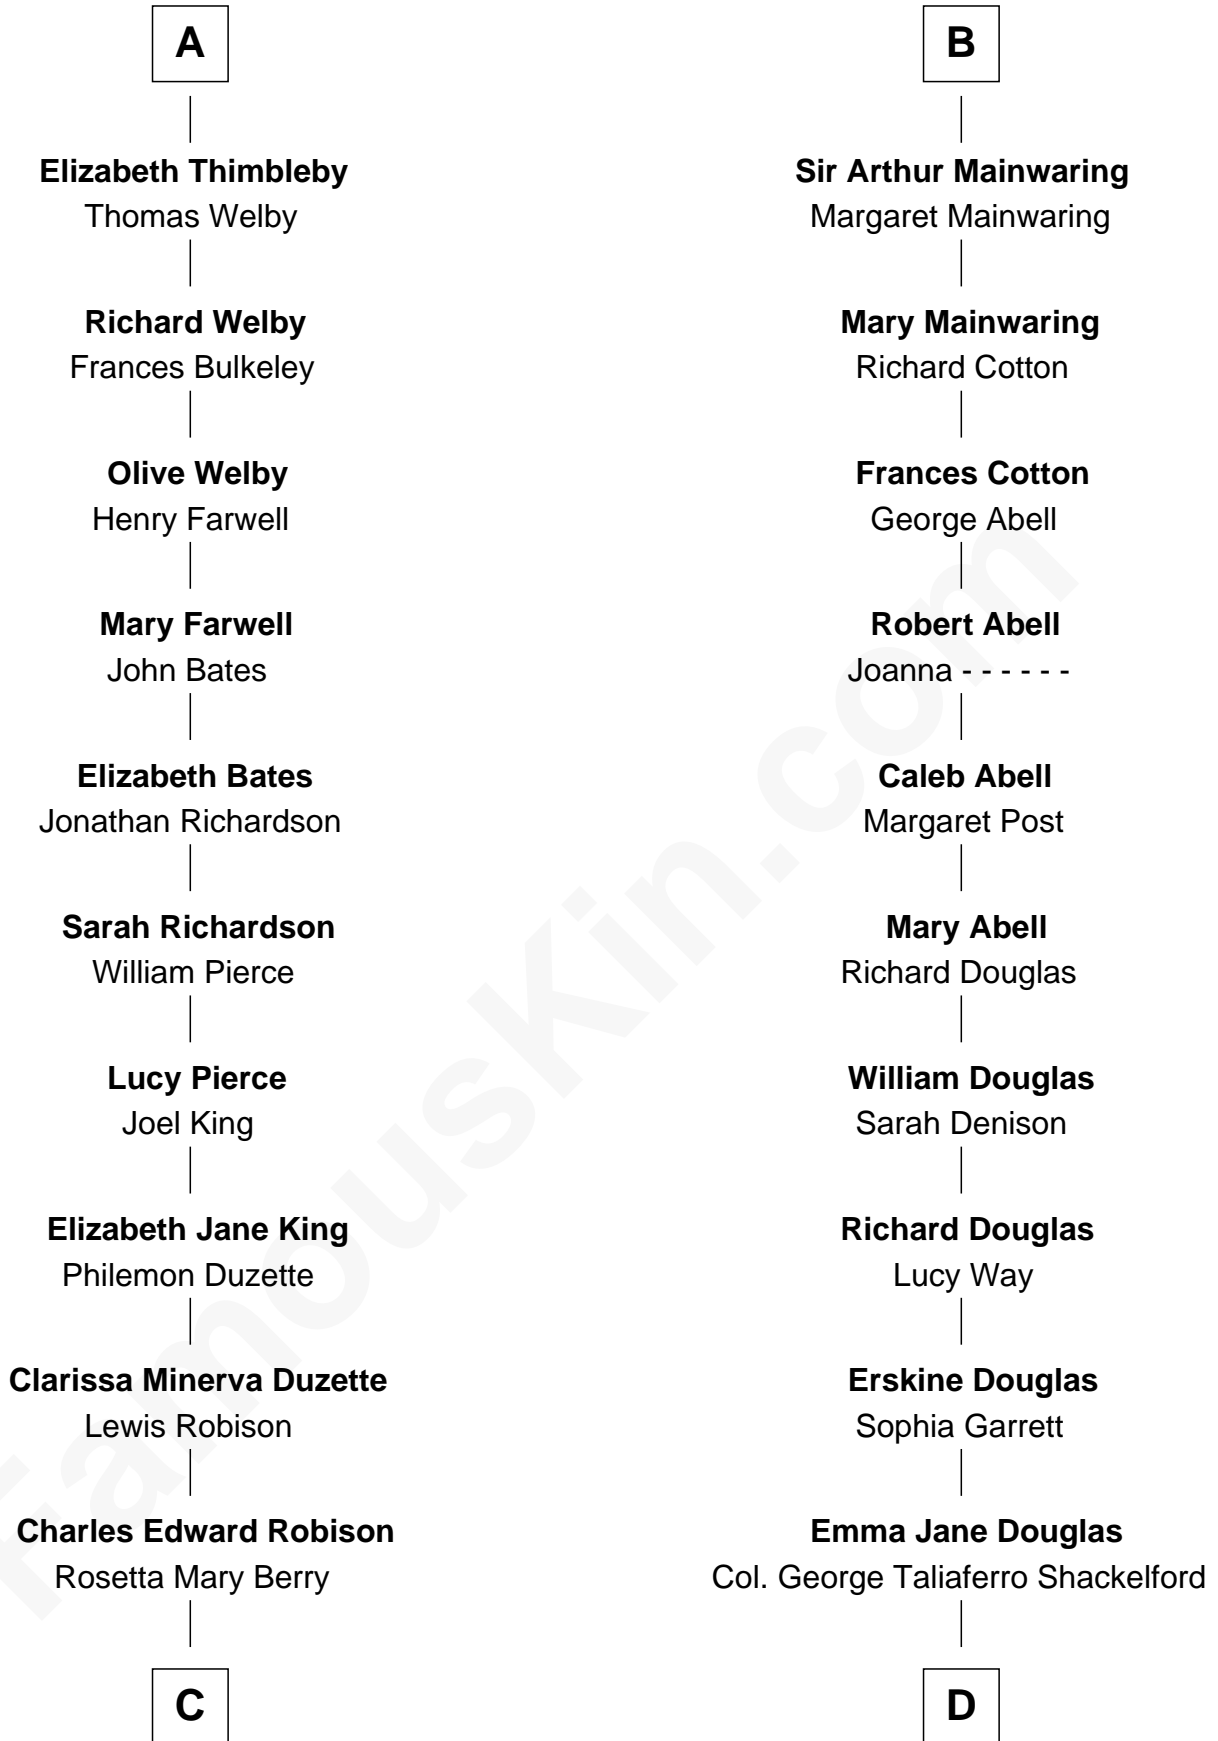 A
Elizabeth Thimbleby
Thomas Welby
Richard Welby
Frances Bulkeley
Olive Welby
Henry Farwell
Mary Farwell
John Bates
Elizabeth Bates
Jonathan Richardson
Sarah Richardson
William Pierce
Lucy Pierce
Joel King
Elizabeth Jane King
Philemon Duzette
Clarissa Minerva Duzette
Lewis Robison
Charles Edward Robison
Rosetta Mary Berry
C
B
Sir Arthur Mainwaring
Margaret Mainwaring
Mary Mainwaring
Richard Cotton
Frances Cotton
George Abell
Robert Abell
Joanna - - - - - -
Caleb Abell
Margaret Post
Mary Abell
Richard Douglas
William Douglas
Sarah Denison
Richard Douglas
Lucy Way
Erskine Douglas
Sophia Garrett
Emma Jane Douglas
Col. George Taliaferro Shackelford
D
FamousKin.com